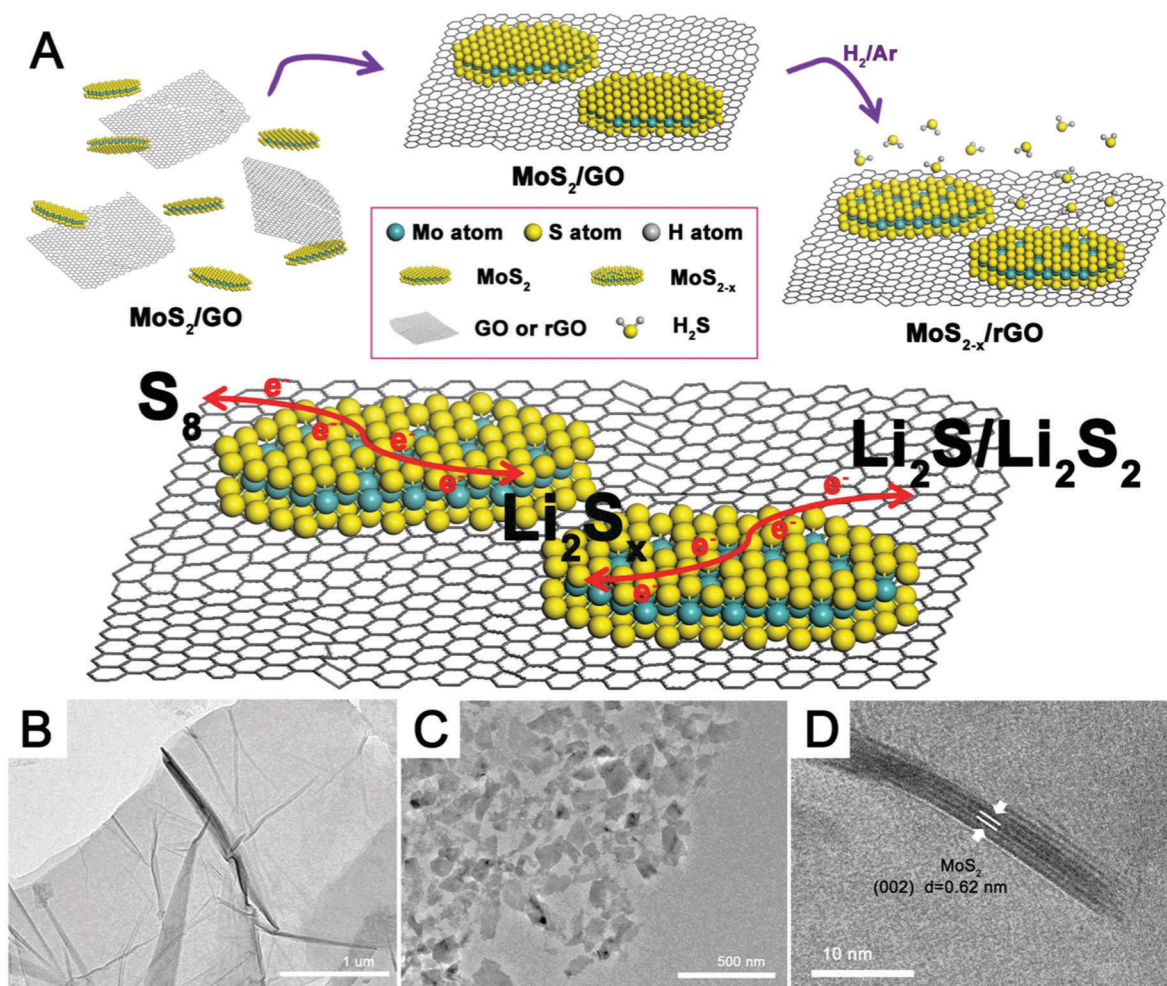 A
H₂/Ar
MoS₂/GO
MoS₂/GO
MoS₂₋ₓ/rGO
Mo atom S atom H atom
MoS₂ MoS₂₋ₓ
GO or rGO H₂S
S₈
e⁻
e⁻
e⁻
e⁻
Li₂Sₓ
Li₂S/Li₂S₂
e⁻
e⁻
e⁻
e⁻
B
1 um
C
500 nm
D
MoS₂
(002) d=0.62 nm
10 nm